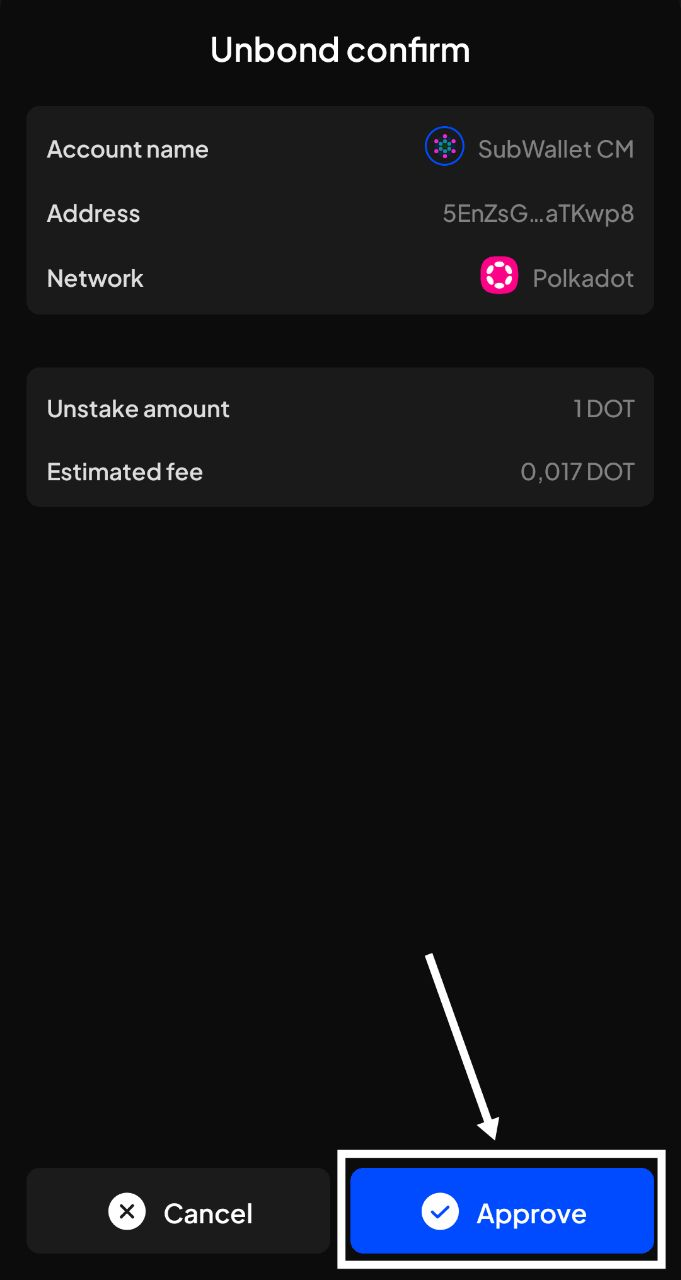 Unbond confirm
Account name SubWallet CM
Address 5EnZsG...aTKwp8
Network Polkadot
Unstake amount 1 DOT
Estimated fee 0,017 DOT
Cancel Approve